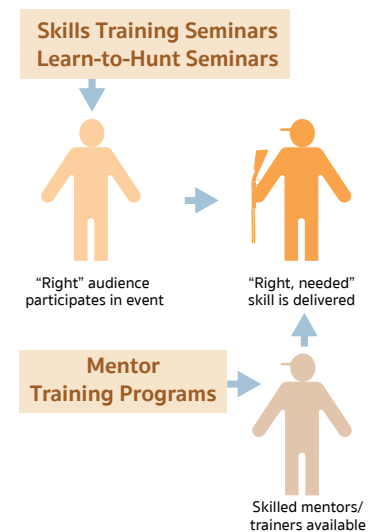 Skills Training Seminars
Learn-to-Hunt Seminars
“Right” audience
participates in event
“Right, needed”
skill is delivered
Mentor
Training Programs
Skilled mentors/
trainers available